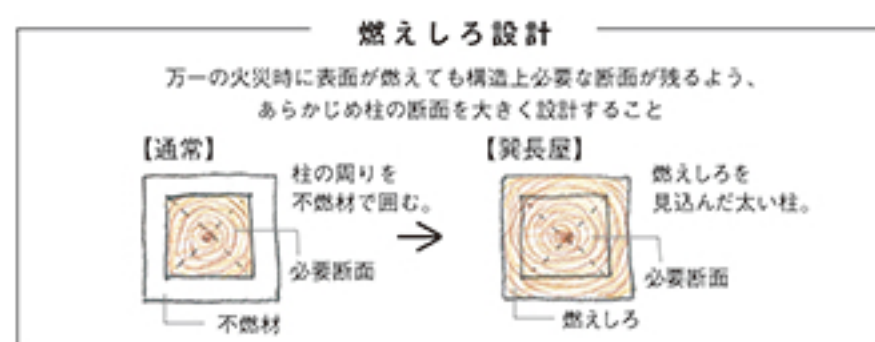 燃えしろ設計
万一の火災時に表面が燃えても構造上必要な断面が残るよう、
あらかじめ柱の断面を大きく設計すること
【通常】
柱の周りを
不燃材で囲む。
必要断面
不燃材
【巽長屋】
燃えしろを
見込んだ太い柱。
必要断面
燃えしろ